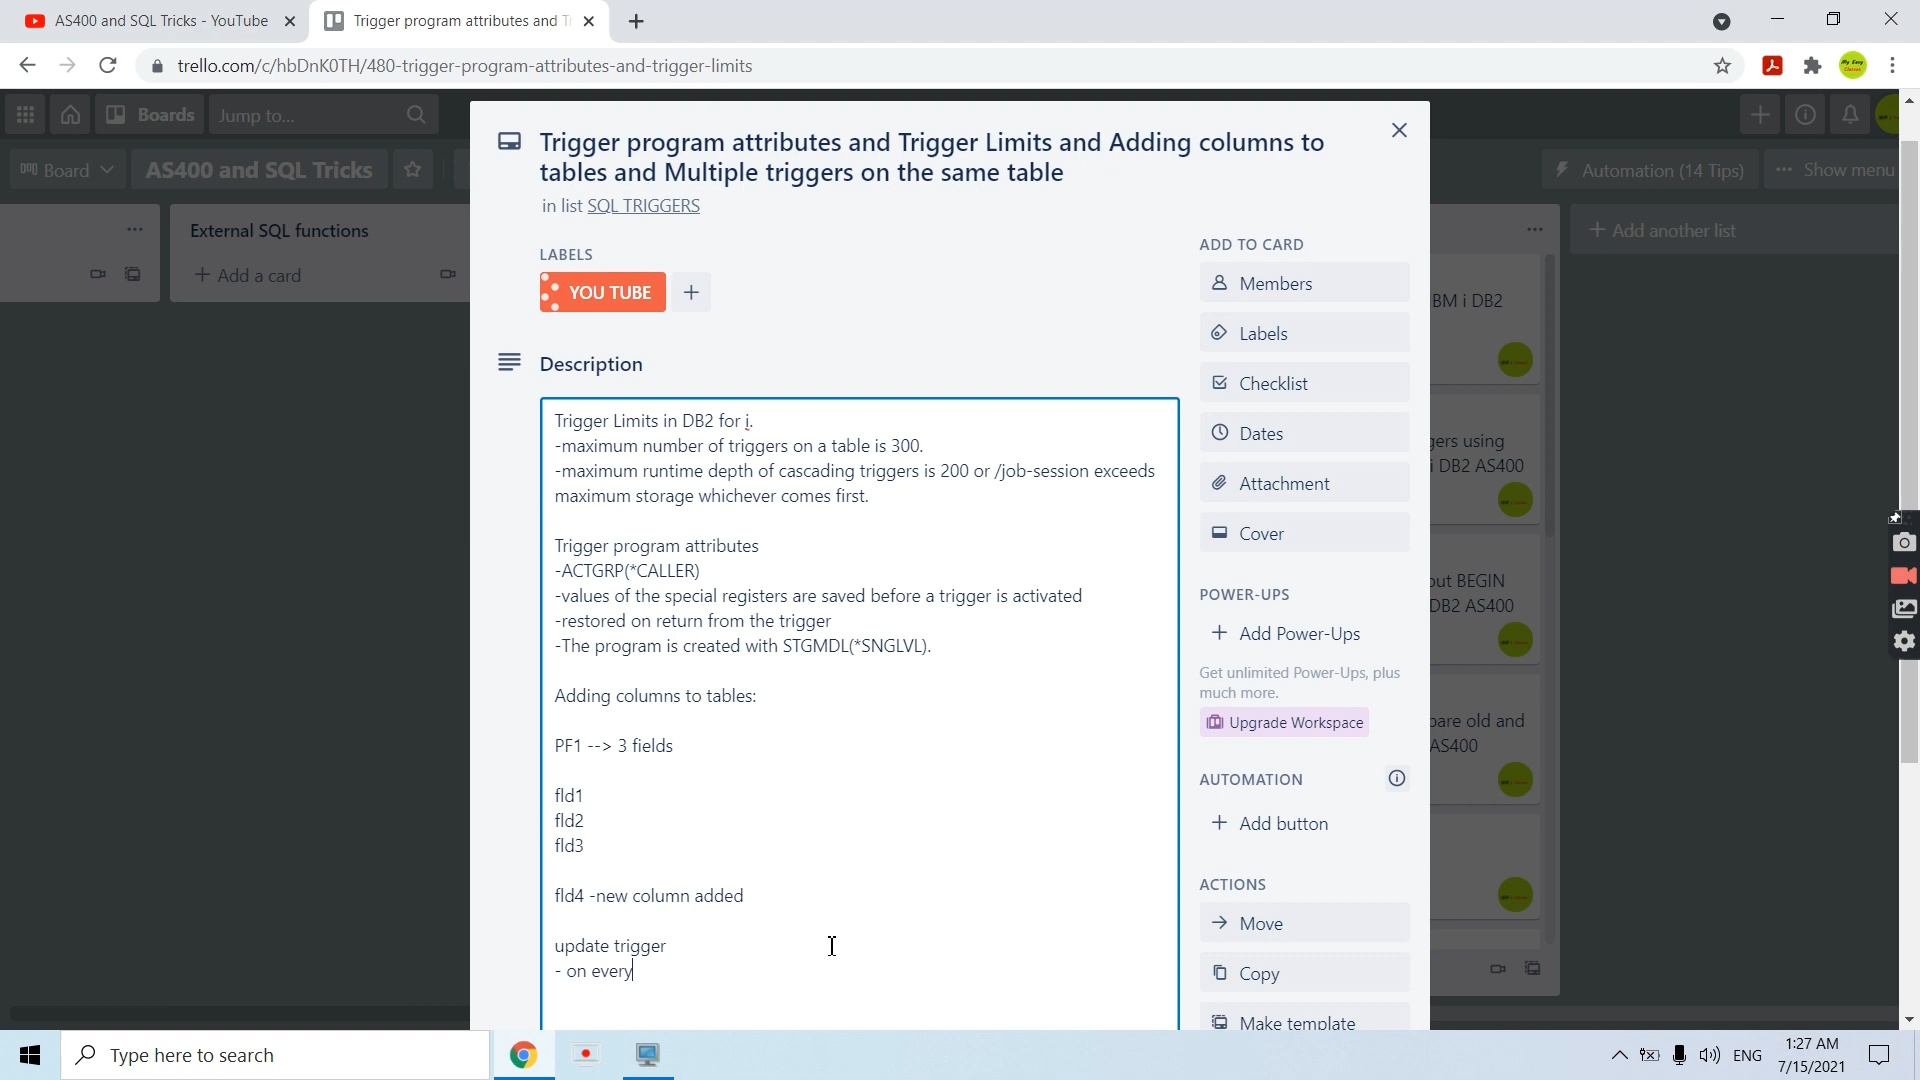 AS400 and SQL Tricks - YouTube
Trigger program attributes and T
trello.com/c/hbDnK0TH/480-trigger-program-attributes-and-trigger-limits
Boards
Jump to...
Board
AS400 and SQL Tricks
Automation (14 Tips)
Show menu
External SQL functions
Add a card
Add another list
Trigger program attributes and Trigger Limits and Adding columns to
tables and Multiple triggers on the same table
in list SQL TRIGGERS
LABELS
YOU TUBE
Description
Trigger Limits in DB2 for i.
-maximum number of triggers on a table is 300.
-maximum runtime depth of cascading triggers is 200 or /job-session exceeds
maximum storage whichever comes first.
Trigger program attributes
-ACTGRP(*CALLER)
-values of the special registers are saved before a trigger is activated
-restored on return from the trigger
-The program is created with STGMDL(*SNGLVL).
Adding columns to tables:
PF1 --> 3 fields
fld1
fld2
fld3
fld4 -new column added
update trigger
- on every
ADD TO CARD
Members
Labels
Checklist
Dates
Attachment
Cover
POWER-UPS
Add Power-Ups
Get unlimited Power-Ups, plus
much more.
Upgrade Workspace
AUTOMATION
Add button
ACTIONS
Move
Copy
Make template
BM i DB2
gers using
i DB2 AS400
out BEGIN
DB2 AS400
pare old and
AS400
Type here to search
ENG
1:27 AM
7/15/2021